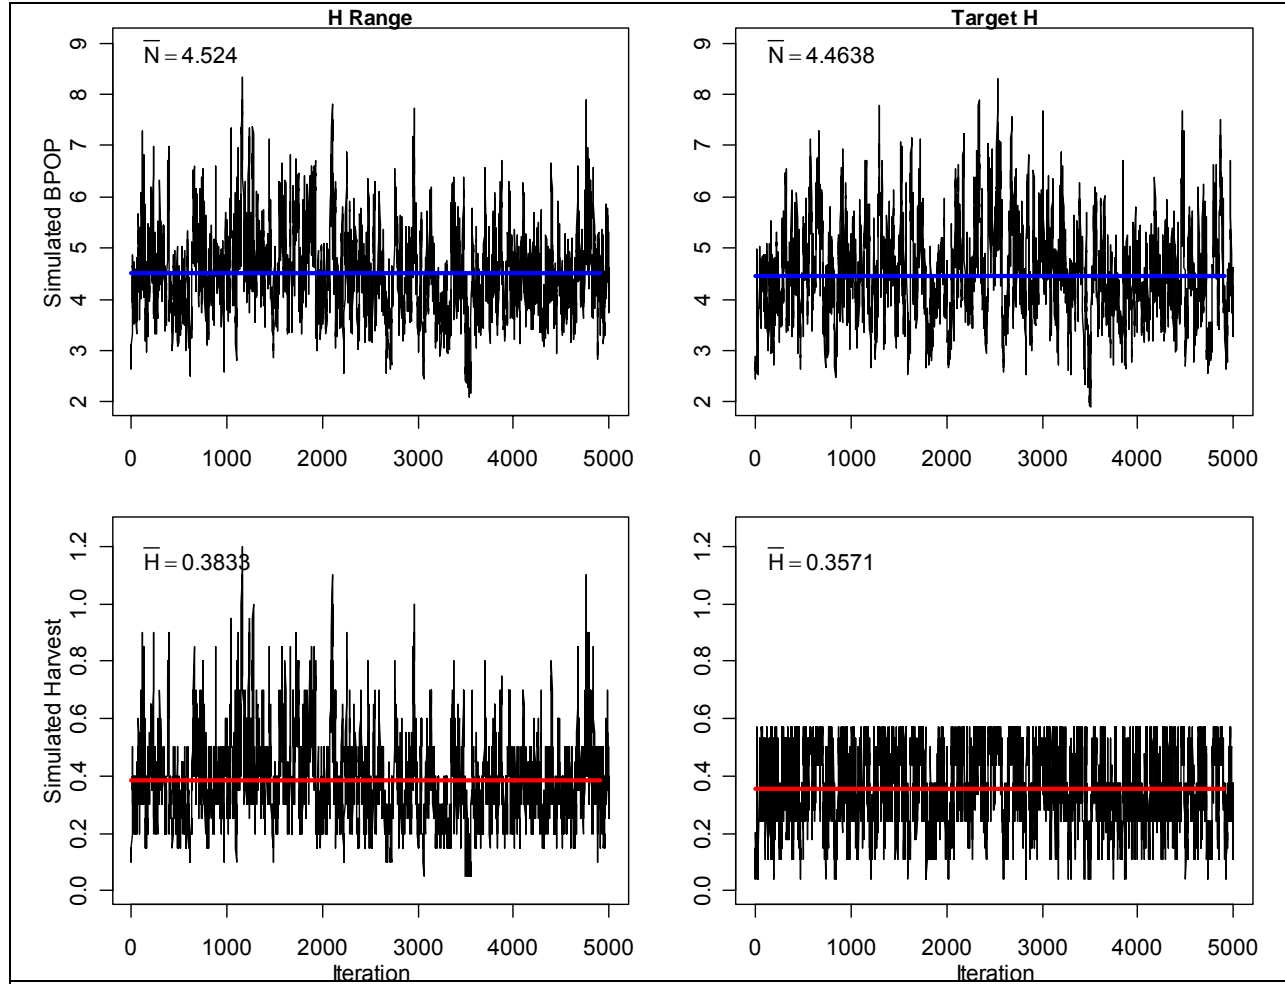 H Range
Target H
N = 4.524
N = 4.4638
Simulated BPOP
9
8
7
6
5
4
3
2
9
8
7
6
5
4
3
2
0 1000 2000 3000 4000 5000
0 1000 2000 3000 4000 5000
H = 0.3833
H = 0.3571
Simulated Harvest
1.2
1.0
0.8
0.6
0.4
0.2
0.0
1.2
1.0
0.8
0.6
0.4
0.2
0.0
0 1000 2000 3000 4000 5000
0 1000 2000 3000 4000 5000
Iteration
Iteration